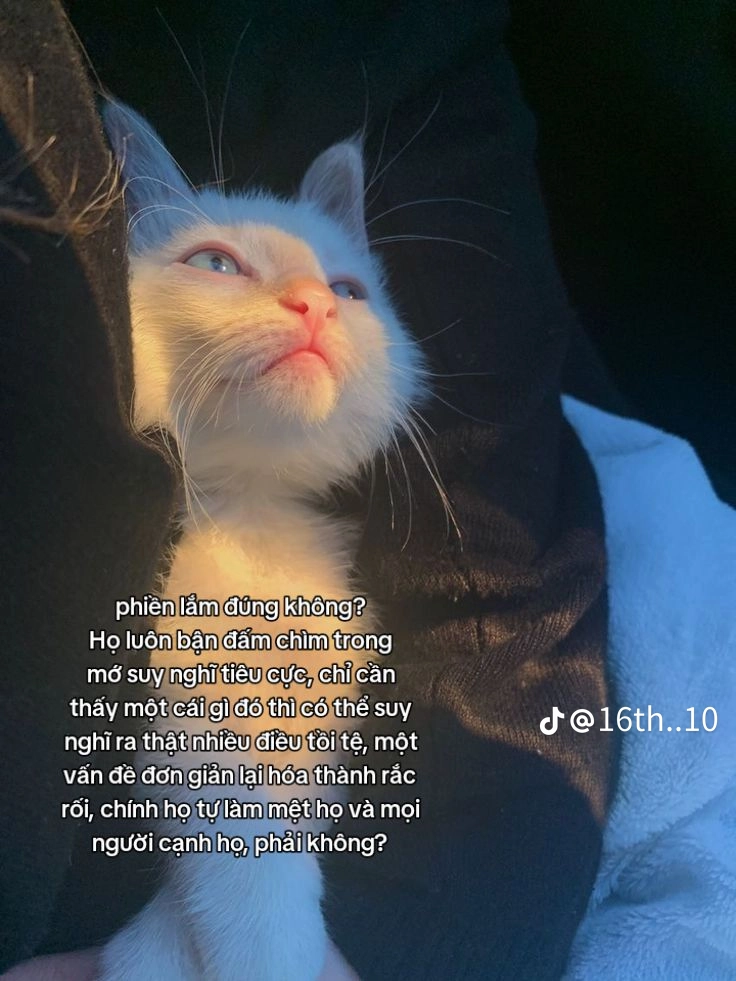 phiền lắm đúng không?
Họ luôn bận đấm chìm trong
mớ suy nghĩ tiêu cực, chỉ cần
thấy một cái gì đó thì có thể suy
nghĩ ra thật nhiều điều tồi tệ, một
vấn đề đơn giản lại hóa thành rắc
rối, chính họ tự làm mệt họ và mọi
người cạnh họ, phải không?
@16th..10